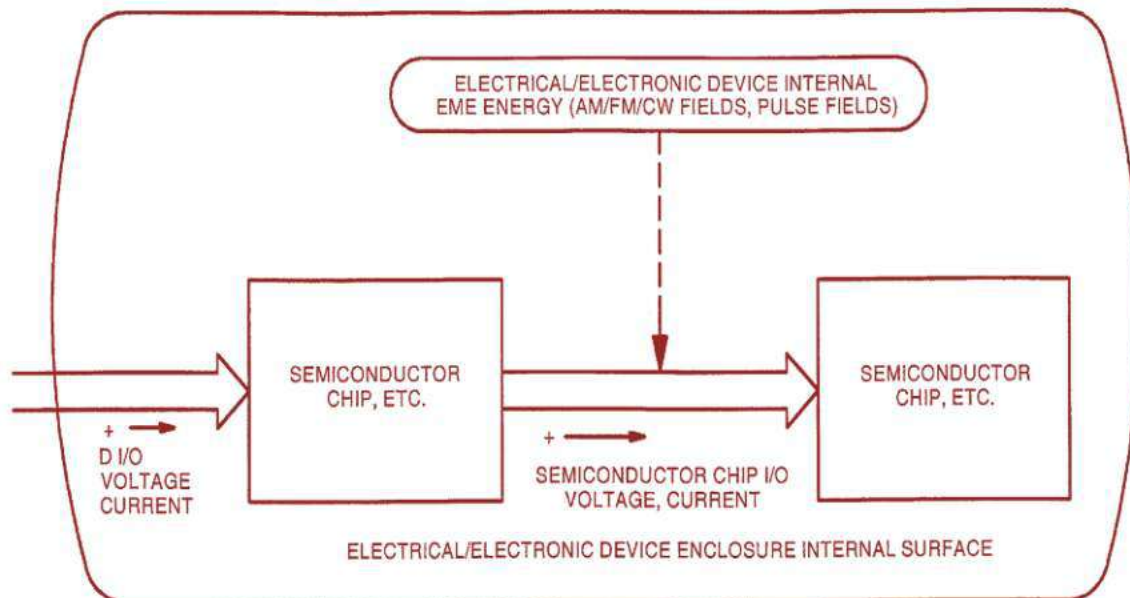 ELECTRICAL/ELECTRONIC DEVICE INTERNAL
EME ENERGY (AM/FM/CW FIELDS, PULSE FIELDS)
SEMICONDUCTOR
CHIP, ETC.
SEMICONDUCTOR
CHIP, ETC.
+
D I/O
VOLTAGE
CURRENT
+
SEMICONDUCTOR CHIP I/O
VOLTAGE, CURRENT
ELECTRICAL/ELECTRONIC DEVICE ENCLOSURE INTERNAL SURFACE